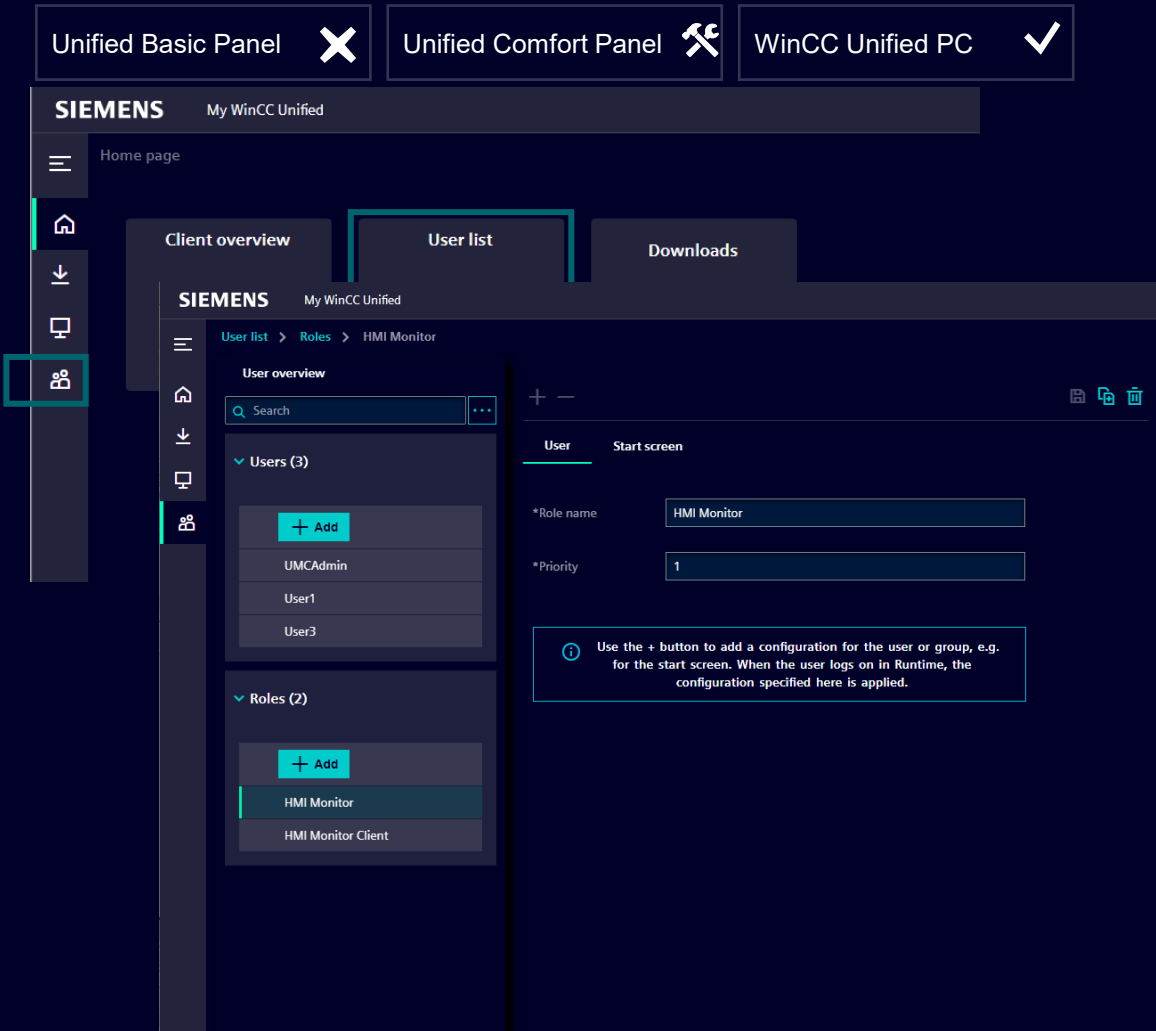 Unified Basic Panel
Unified Comfort Panel
WinCC Unified PC
SIEMENS My WinCC Unified
Home page
Client overview
User list
Downloads
SIEMENS My WinCC Unified
User list > Roles > HMI Monitor
User overview
Search
...
Users (3)
+ Add
UMCAdmin
User1
User3
Roles (2)
+ Add
HMI Monitor
HMI Monitor Client
User
Start screen
*Role name
HMI Monitor
*Priority
1
Use the + button to add a configuration for the user or group, e.g.
for the start screen. When the user logs on in Runtime, the
configuration specified here is applied.